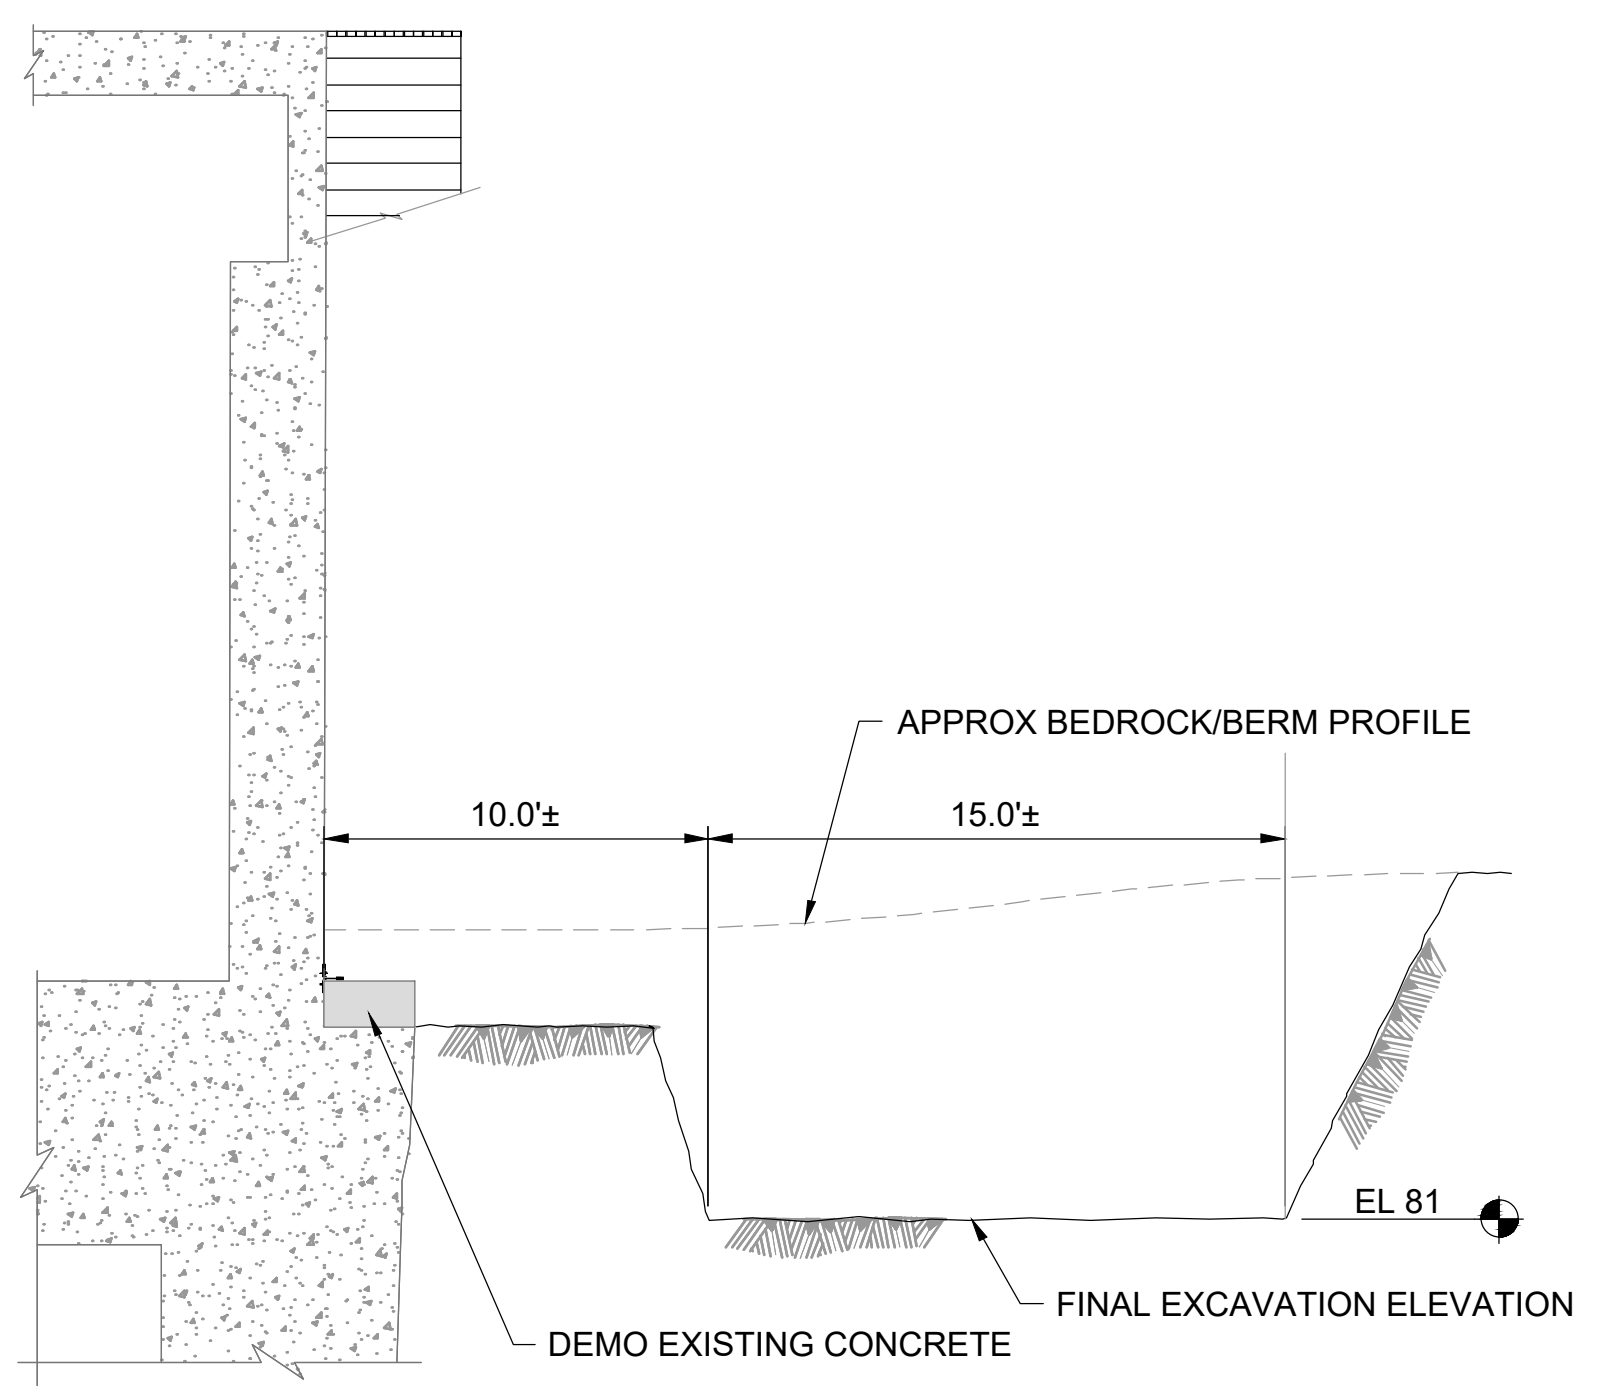 APPROX BEDROCK/BERM PROFILE
10.0'±
15.0'±
EL 81
FINAL EXCAVATION ELEVATION
DEMO EXISTING CONCRETE